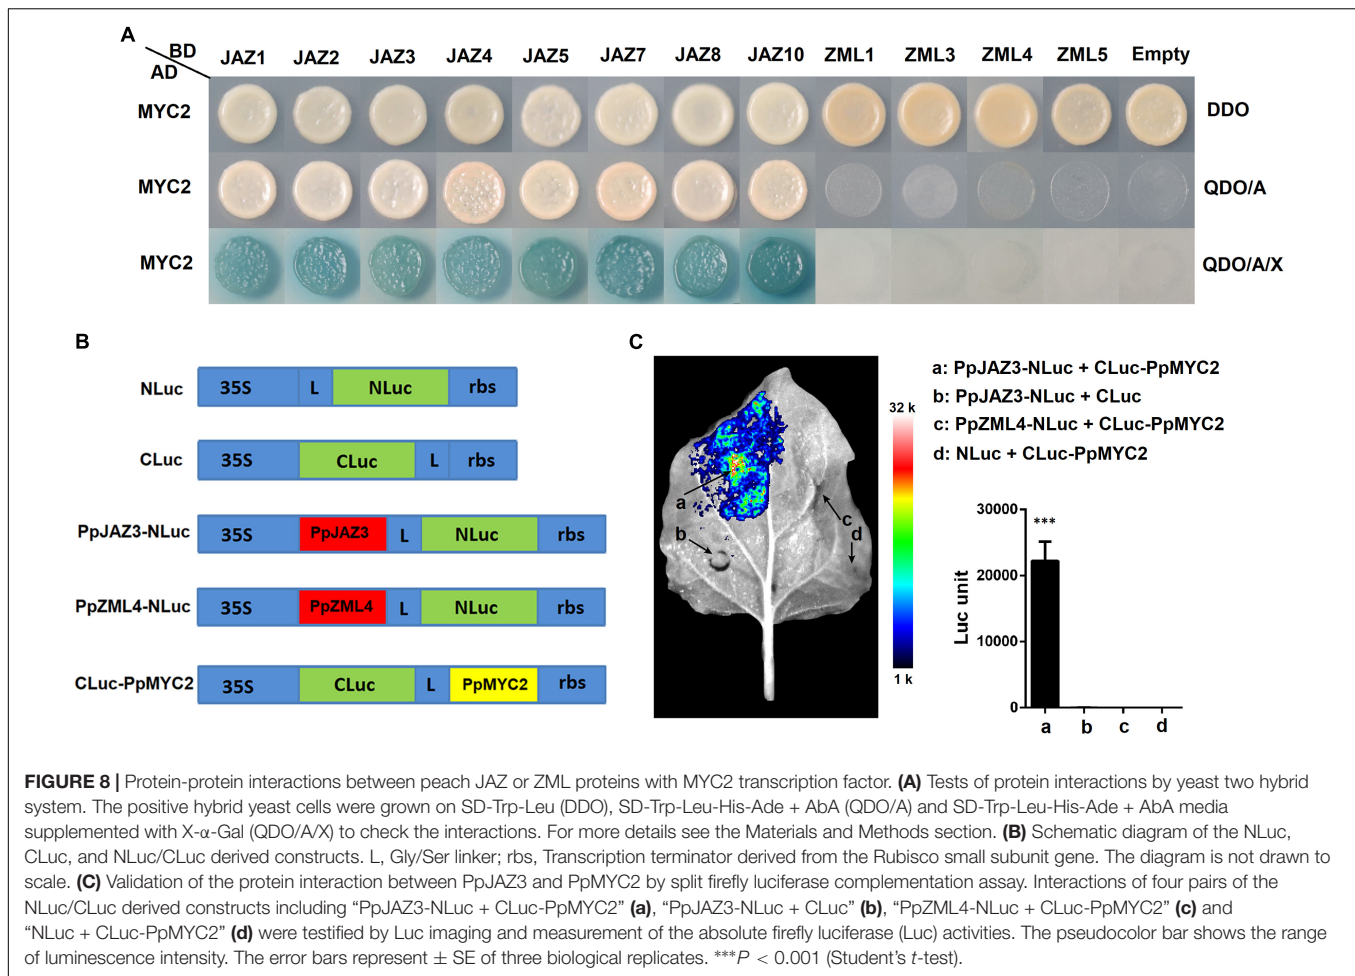 A
BD
AD
JAZ1 JAZ2 JAZ3 JAZ4 JAZ5 JAZ7 JAZ8 JAZ10 ZML1 ZML3 ZML4 ZML5 Empty
MYC2 DDO
MYC2 QDO/A
MYC2 QDO/A/X
B
NLuc 35S L NLuc rbs
CLuc 35S CLuc L rbs
PpJAZ3-NLuc 35S PpJAZ3 L NLuc rbs
PpZML4-NLuc 35S PpZML4 L NLuc rbs
CLuc-PpMYC2 35S CLuc L PpMYC2 rbs
C
a
b
c
d
32 k
1 k
a: PpJAZ3-NLuc + CLuc-PpMYC2
b: PpJAZ3-NLuc + CLuc
c: PpZML4-NLuc + CLuc-PpMYC2
d: NLuc + CLuc-PpMYC2
Luc unit
30000
20000
10000
0
***
a b c d
FIGURE 8 | Protein-protein interactions between peach JAZ or ZML proteins with MYC2 transcription factor. (A) Tests of protein interactions by yeast two hybrid
system. The positive hybrid yeast cells were grown on SD-Trp-Leu (DDO), SD-Trp-Leu-His-Ade + AbA (QDO/A) and SD-Trp-Leu-His-Ade + AbA media
supplemented with X-α-Gal (QDO/A/X) to check the interactions. For more details see the Materials and Methods section. (B) Schematic diagram of the NLuc,
CLuc, and NLuc/CLuc derived constructs. L, Gly/Ser linker; rbs, Transcription terminator derived from the Rubisco small subunit gene. The diagram is not drawn to
scale. (C) Validation of the protein interaction between PpJAZ3 and PpMYC2 by split firefly luciferase complementation assay. Interactions of four pairs of the
NLuc/CLuc derived constructs including “PpJAZ3-NLuc + CLuc-PpMYC2” (a), “PpJAZ3-NLuc + CLuc” (b), “PpZML4-NLuc + CLuc-PpMYC2” (c) and
“NLuc + CLuc-PpMYC2” (d) were testified by Luc imaging and measurement of the absolute firefly luciferase (Luc) activities. The pseudocolor bar shows the range
of luminescence intensity. The error bars represent ± SE of three biological replicates. ***P < 0.001 (Student’s t-test).